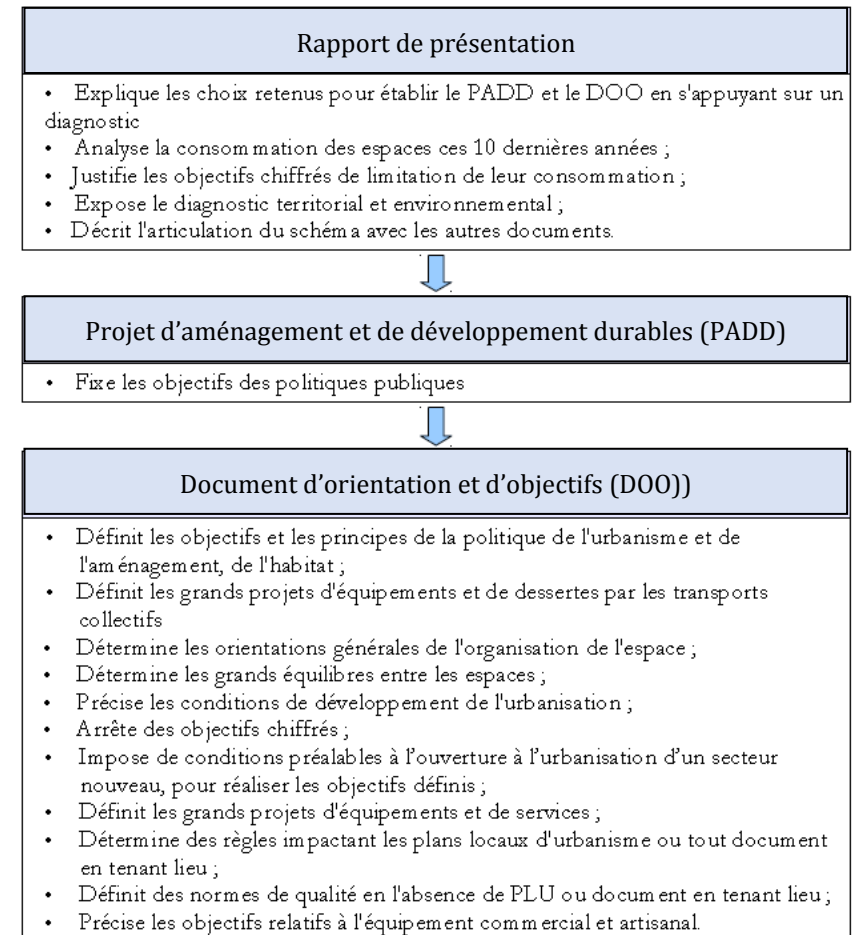 Rapport de présentation
• Explique les choix retenus pour établir le PADD et le DOO en s'appuyant sur un
diagnostic
• Analyse la consommation des espaces ces 10 dernières années ;
• Justifie les objectifs chiffrés de limitation de leur consommation ;
• Expose le diagnostic territorial et environnemental ;
• Décrit l'articulation du schéma avec les autres documents.
Projet d’aménagement et de développement durables (PADD)
• Fixe les objectifs des politiques publiques
Document d’orientation et d’objectifs (DOO))
• Définit les objectifs et les principes de la politique de l'urbanisme et de
l'aménagement, de l'habitat ;
• Définit les grands projets d'équipements et de dessertes par les transports
collectifs
• Détermine les orientations générales de l'organisation de l'espace ;
• Détermine les grands équilibres entre les espaces ;
• Précise les conditions de développement de l'urbanisation ;
• Arrête des objectifs chiffrés ;
• Impose de conditions préalables à l’ouverture à l’urbanisation d’un secteur
nouveau, pour réaliser les objectifs définis ;
• Définit les grands projets d'équipements et de services ;
• Détermine des règles impactant les plans locaux d'urbanisme ou tout document
en tenant lieu ;
• Définit des normes de qualité en l'absence de PLU ou document en tenant lieu ;
• Précise les objectifs relatifs à l'équipement commercial et artisanal.